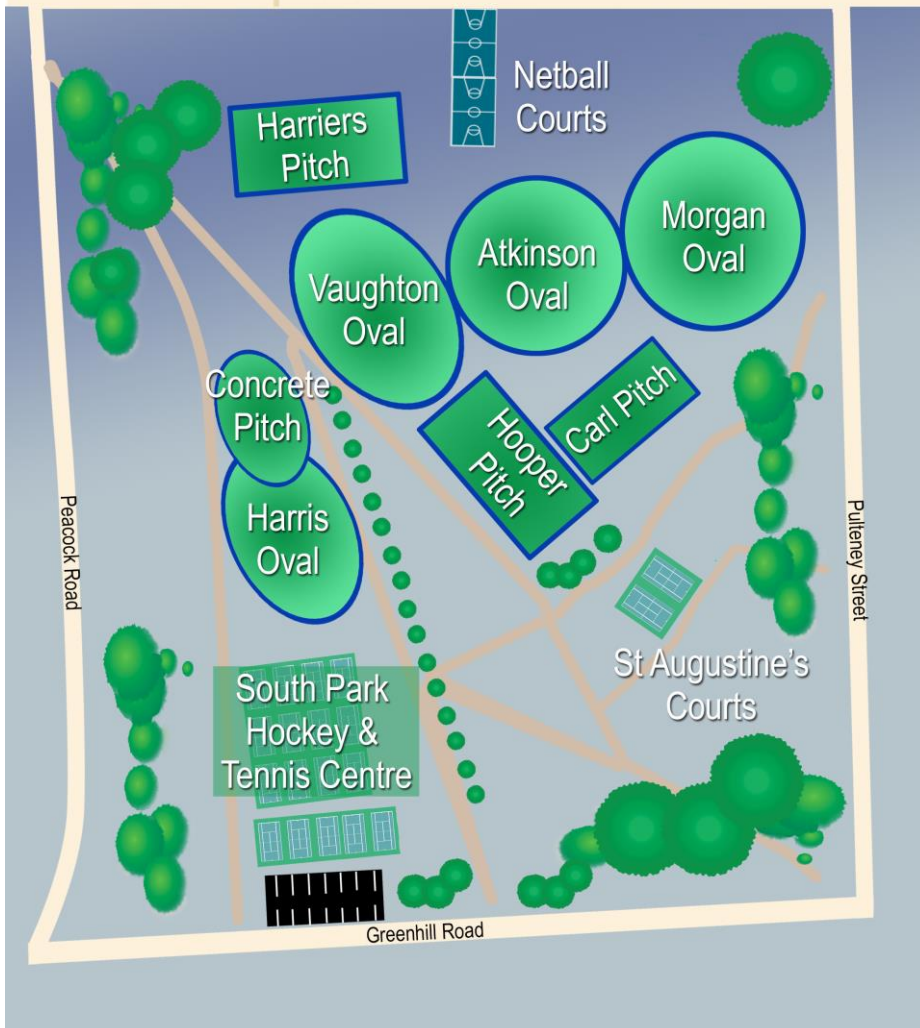 Netball
Courts
Harriers
Pitch
Morgan
Oval
Atkinson
Oval
Vaughton
Oval
Concrete
Pitch
Carl Pitch
Hooper
Pitch
Harris
Oval
Peacock Road
Pulteney Street
St Augustine's
Courts
South Park
Hockey &
Tennis Centre
Greenhill Road